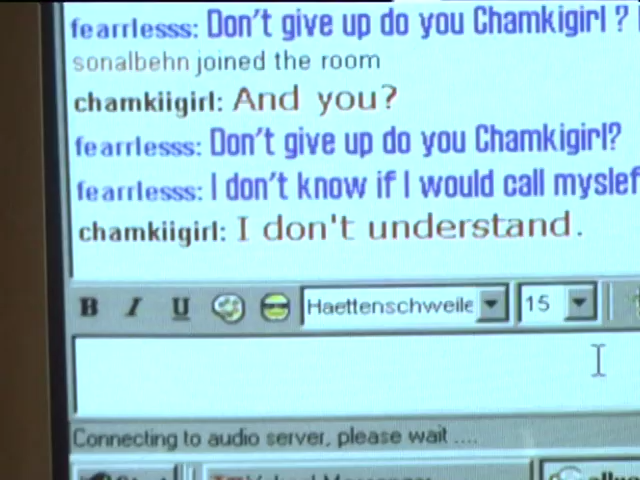 fearrlesss: Don't give up do you Chamkigirl ?
sonalbehn joined the room
chamkiigirl: And you?
fearrlesss: Don't give up do you Chamkigirl?
fearrlesss: I don't know if I would call myslef
chamkiigirl: I don't understand.
B I U Haettenschweile 15
Connecting to audio server, please wait ....